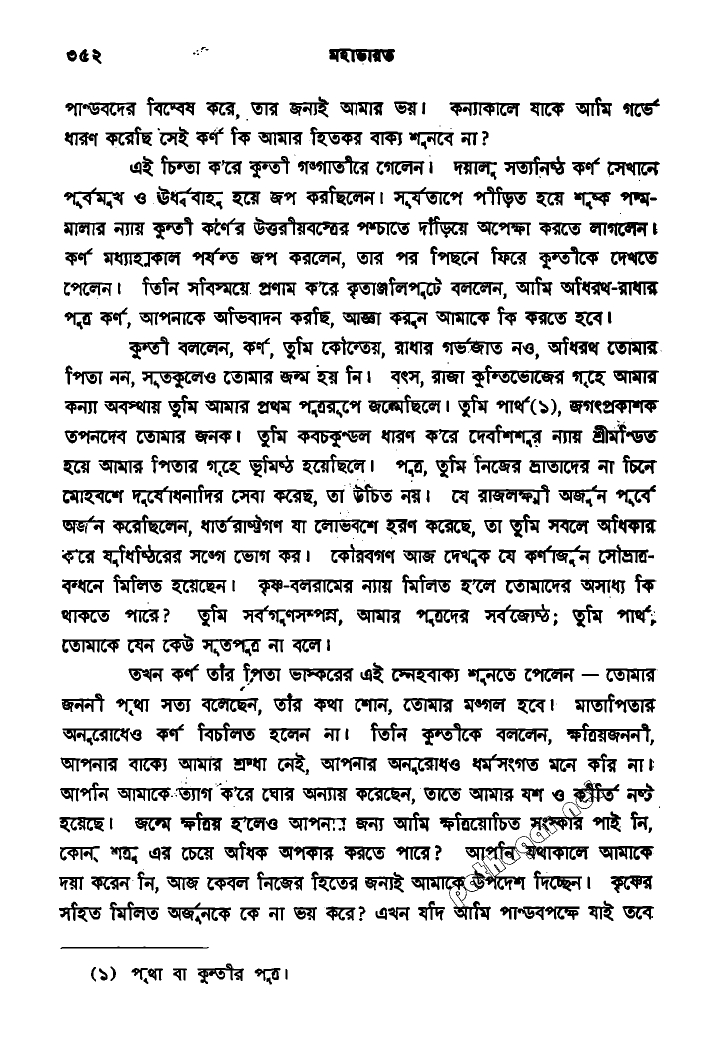 ৩৫২ মহাভারত
পাণ্ডবদের বিদ্বেষ করে, তার জন্যই আমার ভয়। কন্যাকালে যাকে আমি গর্ভে
ধারণ করেছি সেই কর্ণ কি আমার হিতকর বাক্য শুনবে না?
এই চিন্তা ক'রে কুন্তী গঙ্গাতীরে গেলেন। দয়ালু সত্যনিষ্ঠ কর্ণ সেখানে
পূর্বমুখ ও ঊর্ধ্ববাহু হয়ে জপ করছিলেন। সূর্যতাপে পীড়িত হয়ে শুষ্ক পদ্ম-
মালার ন্যায় কুন্তী কর্ণের উত্তরীয়বস্ত্রের পশ্চাতে দাঁড়িয়ে অপেক্ষা করতে লাগলেন।
কর্ণ মধ্যাহ্নকাল পর্যন্ত জপ করলেন, তার পর পিছনে ফিরে কুন্তীকে দেখতে
পেলেন। তিনি সবিস্ময়ে প্রণাম ক'রে কৃতাঞ্জলিপুটে বললেন, আমি অধিরথ-রাধার
পুত্র কর্ণ, আপনাকে অভিবাদন করছি, আজ্ঞা করুন আমাকে কি করতে হবে।
কুন্তী বললেন, কর্ণ, তুমি কৌন্তেয়, রাধার গর্ভজাত নও, অধিরথ তোমার
পিতা নন, সূতকুলেও তোমার জন্ম হয় নি। বৎস, রাজা কুন্তিভোজের গৃহে আমার
কন্যা অবস্থায় তুমি আমার প্রথম পুত্ররূপে জন্মেছিলে। তুমি পার্থ(১), জগৎপ্রকাশক
তপনদেব তোমার জনক। তুমি কবচকুণ্ডল ধারণ ক'রে দেবশিশুর ন্যায় শ্রীমণ্ডিত
হয়ে আমার পিতার গৃহে ভূমিষ্ঠ হয়েছিলে। পুত্র, তুমি নিজের ভ্রাতাদের না চিনে
মোহবশে দুর্যোধনাদির সেবা করেছ, তা উচিত নয়। যে রাজলক্ষ্মী অর্জুন পূর্বে
অর্জন করেছিলেন, ধার্তরাষ্ট্রগণ যা লোভবশে হরণ করেছে, তা তুমি সবলে অধিকার
ক'রে যুধিষ্ঠিরের সঙ্গে ভোগ কর। কৌরবগণ আজ দেখুক যে কর্ণার্জুন সৌভ্রাত্র-
বন্ধনে মিলিত হয়েছেন। কৃষ্ণ-বলরামের ন্যায় মিলিত হ'লে তোমাদের অসাধ্য কি
থাকতে পারে? তুমি সর্বগুণসম্পন্ন, আমার পুত্রদের সর্বজ্যেষ্ঠ; তুমি পার্থ,
তোমাকে যেন কেউ সূতপুত্র না বলে।
তখন কর্ণ তাঁর পিতা ভাস্করের এই স্নেহবাক্য শুনতে পেলেন — তোমার
জননী পৃথা সত্য বলেছেন, তাঁর কথা শোন, তোমার মঙ্গল হবে। মাতাপিতার
অনুরোধেও কর্ণ বিচলিত হলেন না। তিনি কুন্তীকে বললেন, ক্ষত্রিয়জননী,
আপনার বাক্যে আমার শ্রদ্ধা নেই, আপনার অনুরোধও ধর্মসংগত মনে করি না।
আপনি আমাকে ত্যাগ ক'রে ঘোর অন্যায় করেছেন, তাতে আমার যশ ও কীর্তি নষ্ট
হয়েছে। জন্মে ক্ষত্রিয় হ'লেও আপনার জন্য আমি ক্ষত্রিয়োচিত সংস্কার পাই নি,
কোন্ শত্রু এর চেয়ে অধিক অপকার করতে পারে? আপনি যথাকালে আমাকে
দয়া করেন নি, আজ কেবল নিজের হিতের জন্যই আমাকে উপদেশ দিচ্ছেন। কৃষ্ণের
সহিত মিলিত অর্জুনকে কে না ভয় করে? এখন যদি আমি পাণ্ডবপক্ষে যাই তবে
(১) পৃথা বা কুন্তীর পুত্র।